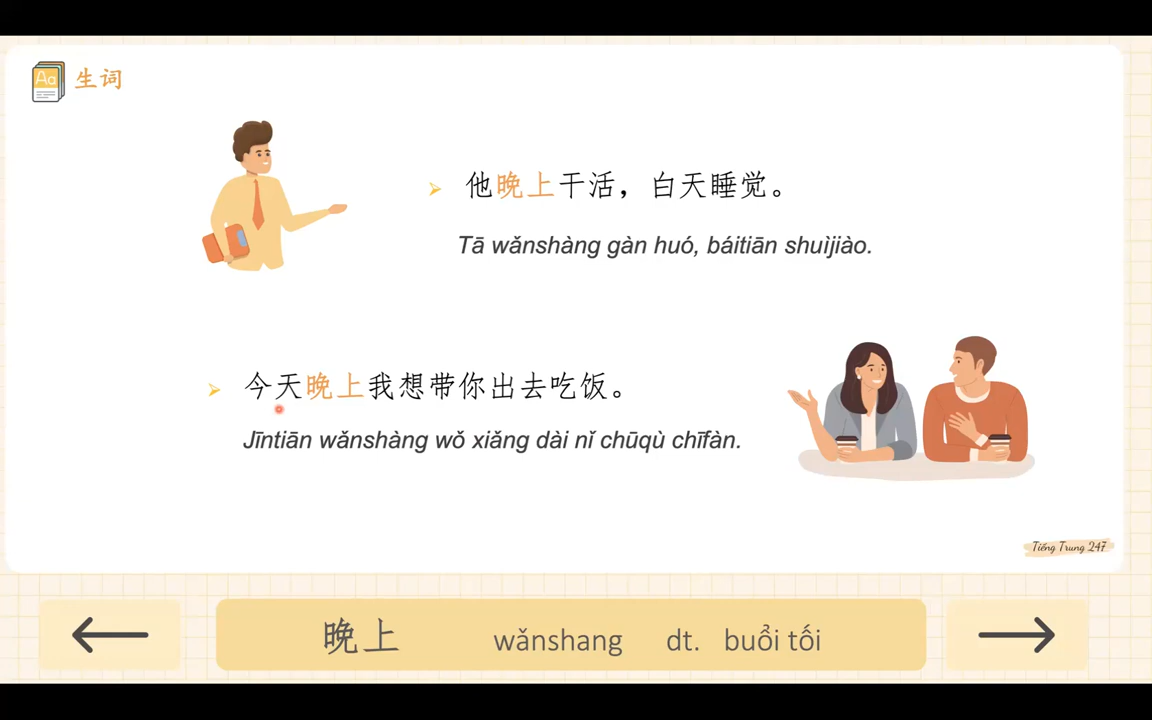 Aa 生词
他晚上干活，白天睡觉。
Tā wǎnshàng gàn huó, báitiān shuìjiào.
今天晚上我想带你出去吃饭。
Jīntiān wǎnshàng wǒ xiǎng dài nǐ chūqù chīfàn.
Tiếng Trung 247
晚上 wǎnshang dt. buổi tối